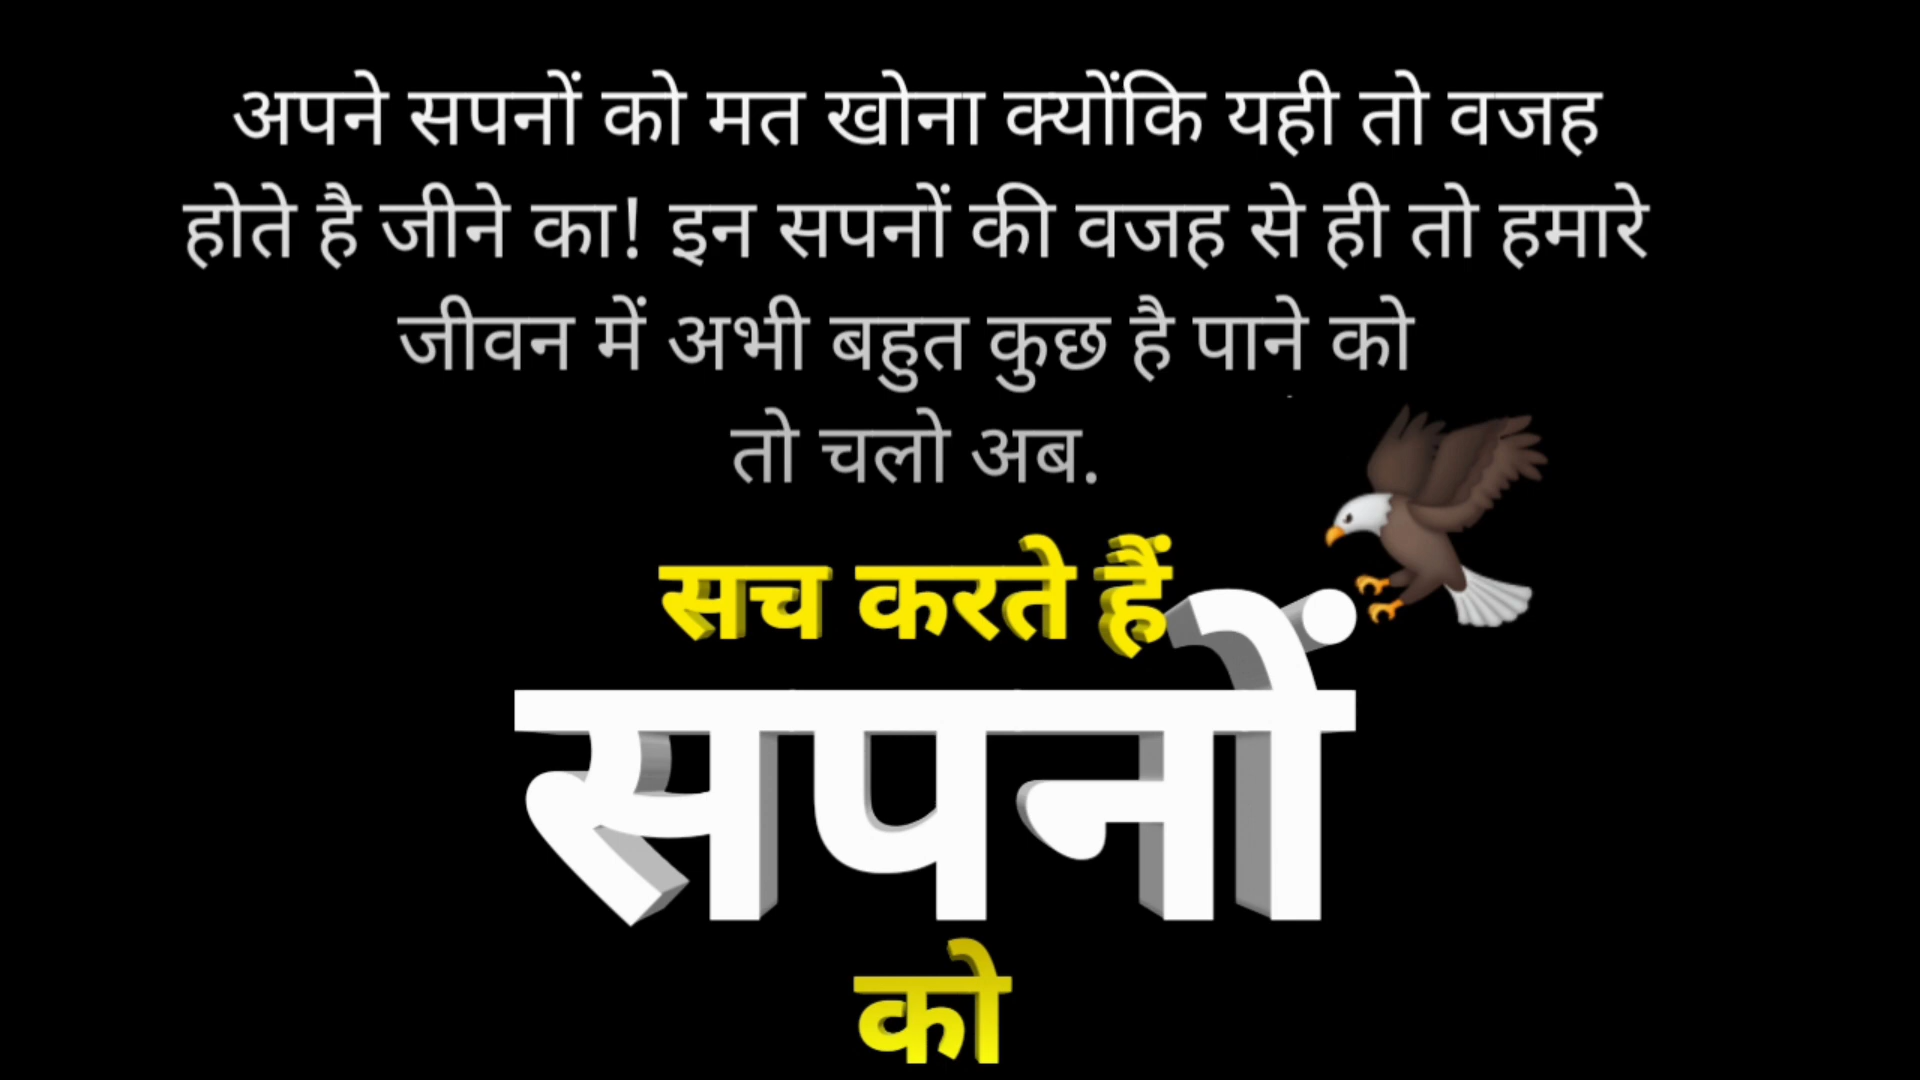 अपने सपनों को मत खोना क्योंकि यही तो वजह
होते है जीने का! इन सपनों की वजह से ही तो हमारे
जीवन में अभी बहुत कुछ है पाने को
तो चलो अब.
सच करते हैं
सपनों
को